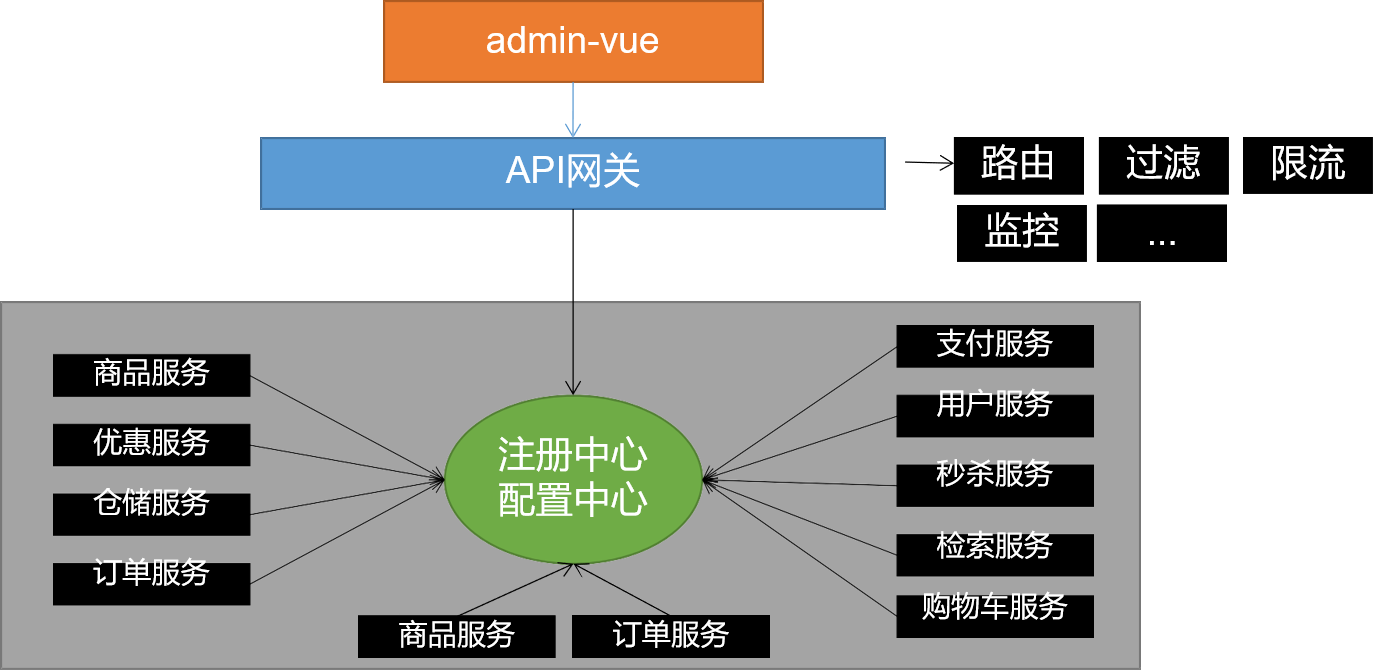 admin-vue
API网关
路由
过滤
限流
监控
...
商品服务
优惠服务
仓储服务
订单服务
注册中心
配置中心
支付服务
用户服务
秒杀服务
检索服务
购物车服务
商品服务
订单服务